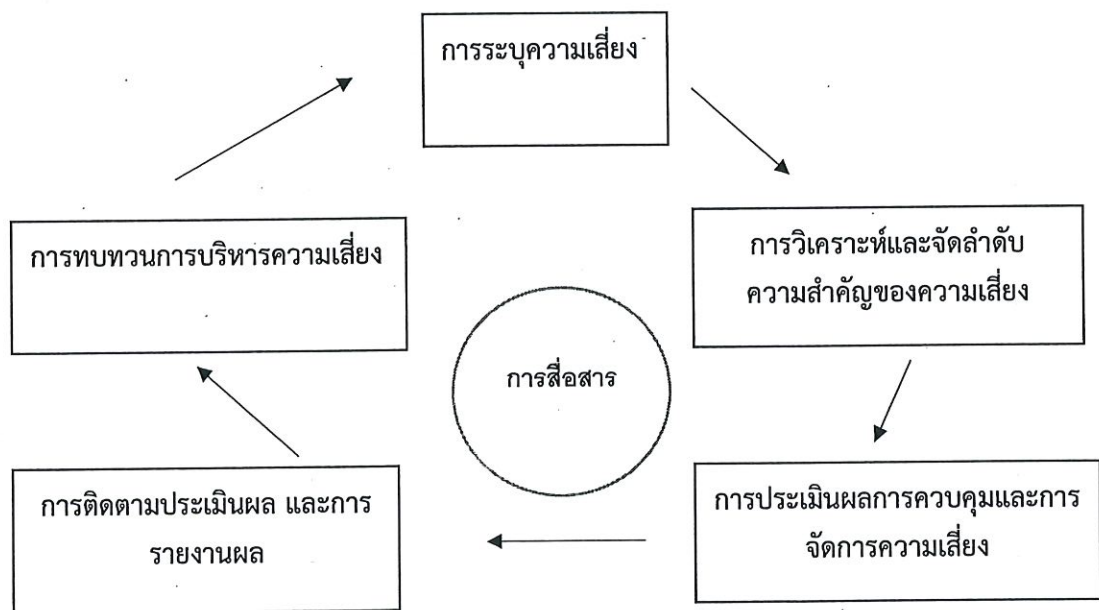 การระบุความเสี่ยง
การวิเคราะห์และจัดลำดับ
ความสำคัญของความเสี่ยง
การประเมินผลการควบคุมและการ
จัดการความเสี่ยง
การติดตามประเมินผล และการ
รายงานผล
การทบทวนการบริหารความเสี่ยง
การสื่อสาร